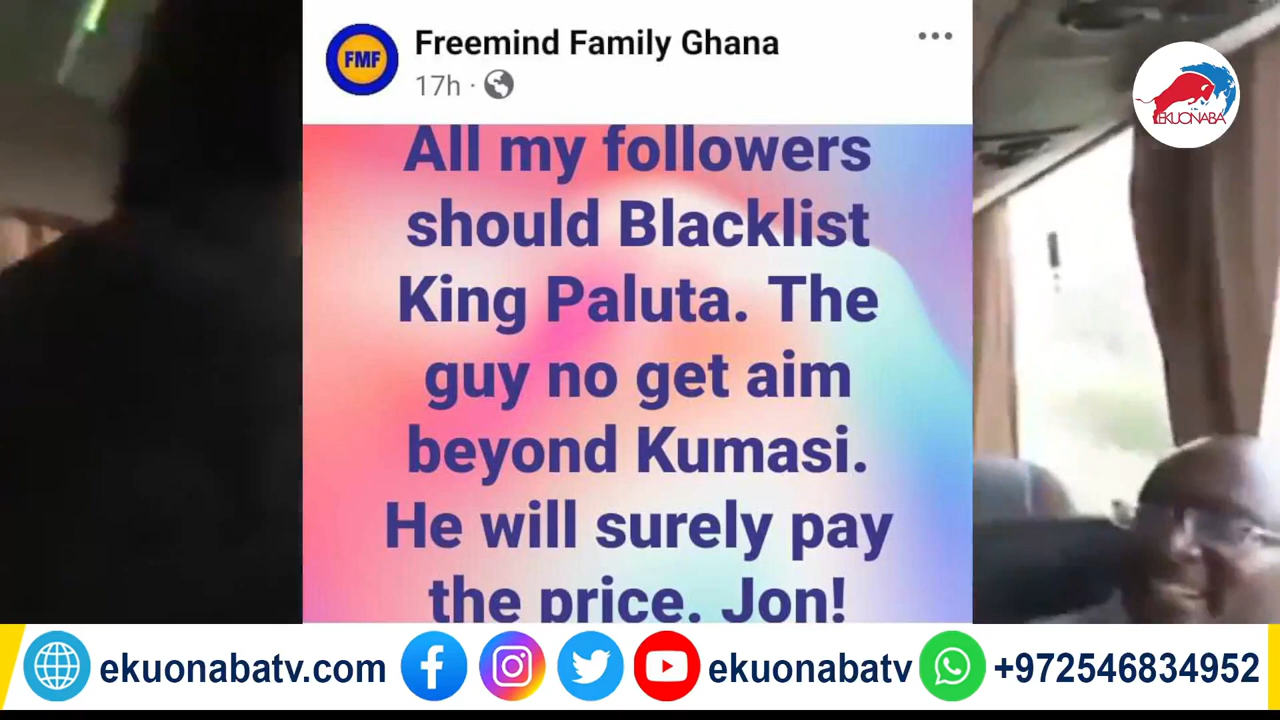 FMF
Freemind Family Ghana
17h ·
EKUONABA
All my followers
should Blacklist
King Paluta. The
guy no get aim
beyond Kumasi.
He will surely pay
the price. Jon!
ekuonabatv.com
ekuonabatv
+972546834952